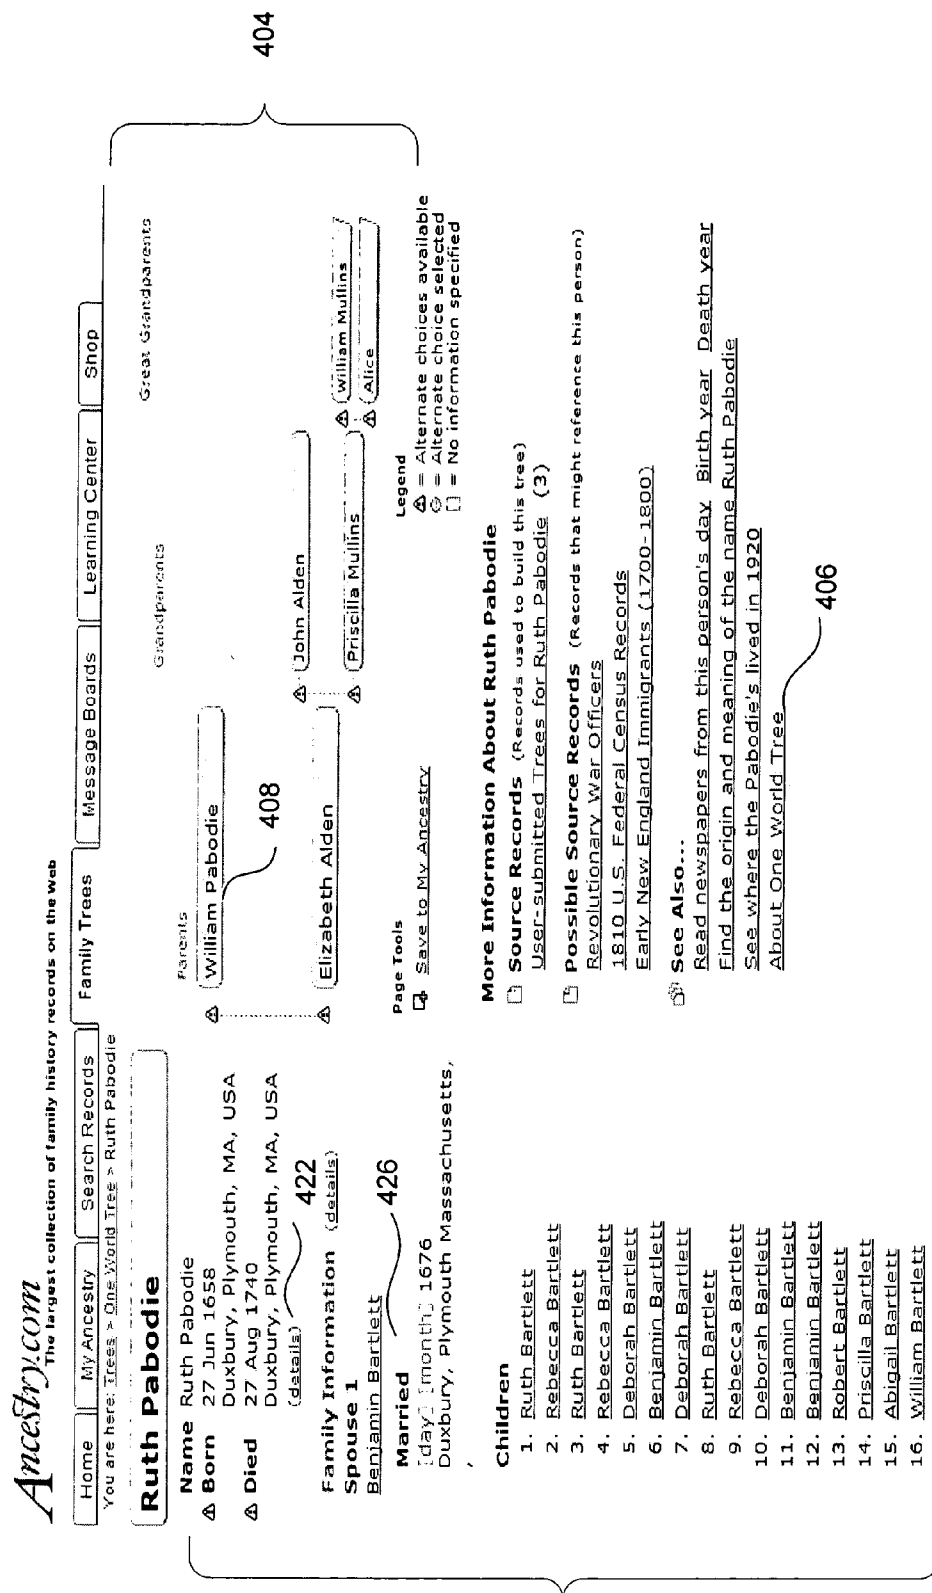 Ancestry.com
The largest collection of family history records on the Web
Home
My Ancestry
Search Records
Family Trees
Message Boards
Learning Center
Shop
You are here: Trees > One World Tree > Ruth Pabodie
Ruth Pabodie
Name Ruth Pabodie
Born 27 Jun 1658
Duxbury, Plymouth, MA, USA
Died 27 Aug 1740
Duxbury, Plymouth, MA, USA
(details)
422
Family Information (details)
Spouse 1
Benjamin Bartlett
426
Married
[day] [month] 1676
Duxbury, Plymouth Massachusetts,
,
Children
1. Ruth Bartlett
2. Rebecca Bartlett
3. Ruth Bartlett
4. Rebecca Bartlett
5. Deborah Bartlett
6. Benjamin Bartlett
7. Deborah Bartlett
8. Ruth Bartlett
9. Rebecca Bartlett
10. Deborah Bartlett
11. Benjamin Bartlett
12. Benjamin Bartlett
13. Robert Bartlett
14. Priscilla Bartlett
15. Abigail Bartlett
16. William Bartlett
Parents
Grandparents
Great Grandparents
William Pabodie
408
Elizabeth Alden
John Alden
Priscilla Mullins
William Mullins
Alice
404
Page Tools
Save to My Ancestry
Legend
= Alternate choices available
= Alternate choice selected
= No information specified
More Information About Ruth Pabodie
Source Records (Records used to build this tree)
User-submitted Trees for Ruth Pabodie (3)
Possible Source Records (Records that might reference this person)
Revolutionary War Officers
1810 U.S. Federal Census Records
Early New England Immigrants (1700-1800)
See Also...
Read newspapers from this person's day Birth year Death year
Find the origin and meaning of the name Ruth Pabodie
See where the Pabodie's lived in 1920
About One World Tree
406